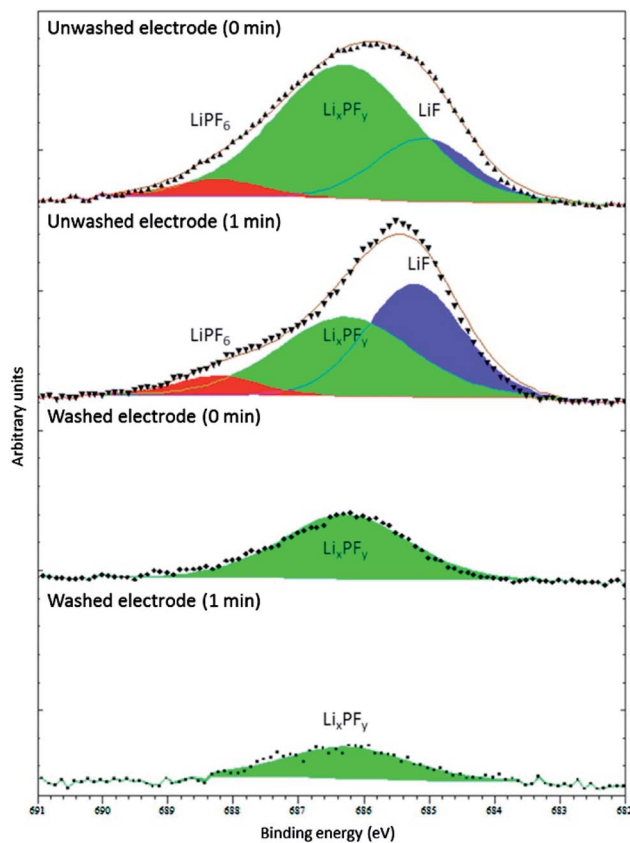 Unwashed electrode (0 min)
LiPF6
LixPFy
LiF
Unwashed electrode (1 min)
LiPF6
LixPFy
LiF
Washed electrode (0 min)
LixPFy
Washed electrode (1 min)
LixPFy
Arbitrary units
691 690 689 688 687 686 685 684 683 682
Binding energy (eV)